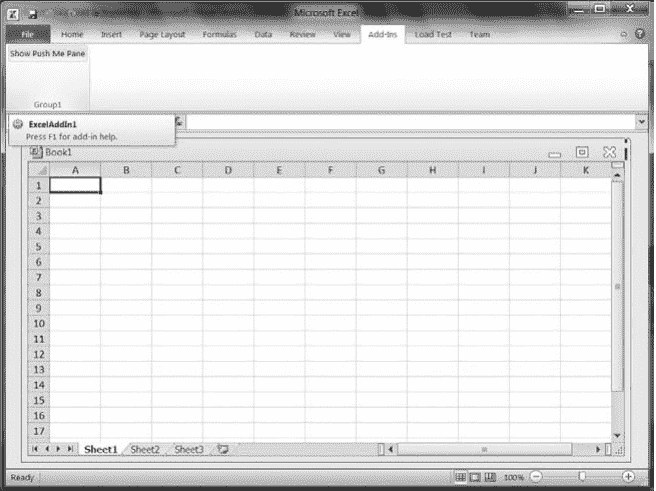 Microsoft Excel
File Home Insert Page Layout Formulas Data Review View Add-Ins Load Test Team
Show Push Me Pane
Group1
ExcelAddIn1
Press F1 for add-in help.
Book1
A B C D E F G H I J K
1
2
3
4
5
6
7
8
9
10
11
12
13
14
15
16
17
Sheet1 Sheet2 Sheet3
Ready 100%